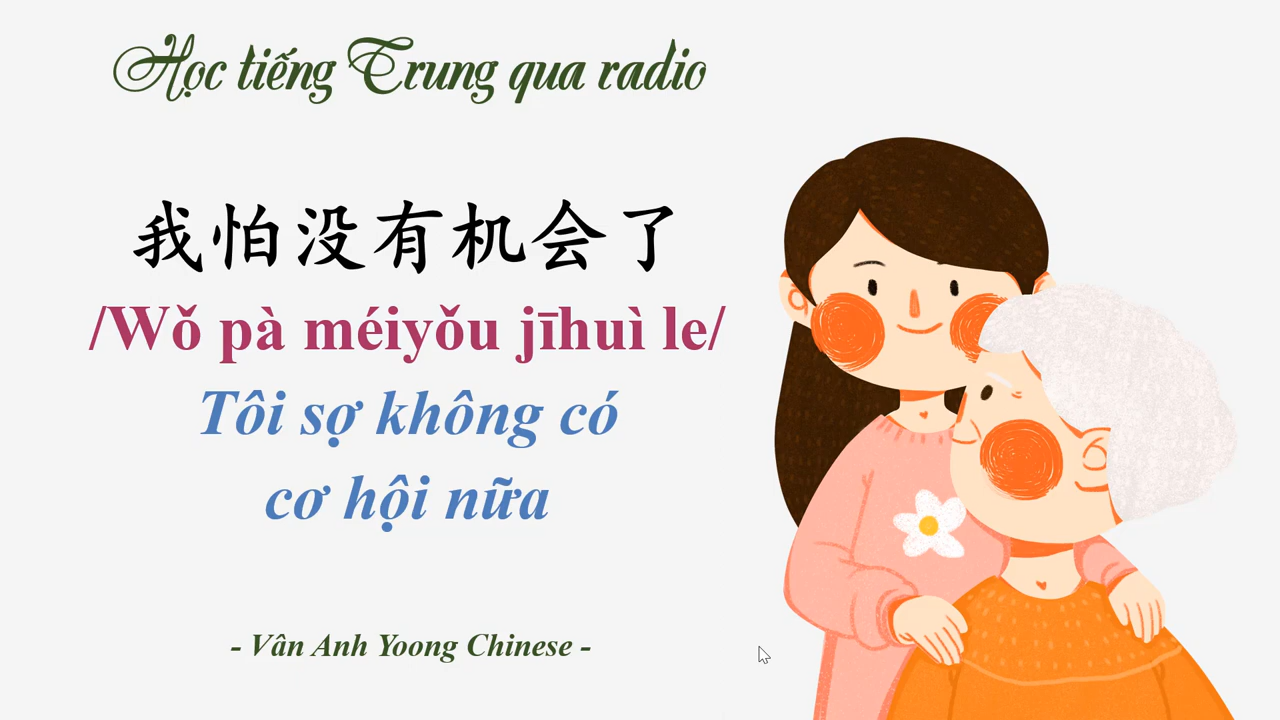 Học tiếng Trung qua radio
我怕没有机会了
/Wǒ pà méiyǒu jīhuì le/
Tôi sợ không có
cơ hội nữa
- Vân Anh Yoong Chinese -